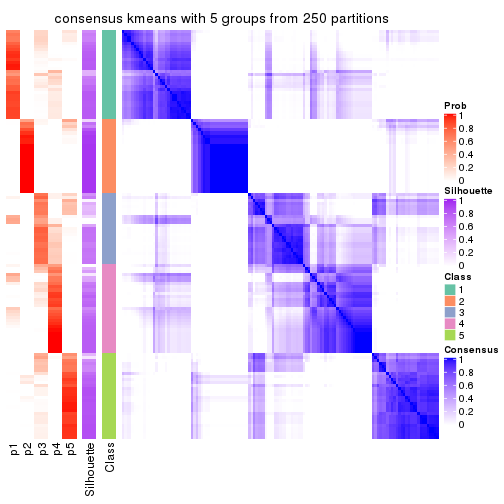 consensus kmeans with 5 groups from 250 partitions
Prob
1
0.8
0.6
0.4
0.2
0
Silhouette
1
0.8
0.6
0.4
0.2
0
Class
1
2
3
4
5
Consensus
1
0.8
0.6
0.4
0.2
0
p1
p2
p3
p4
p5
Silhouette
Class